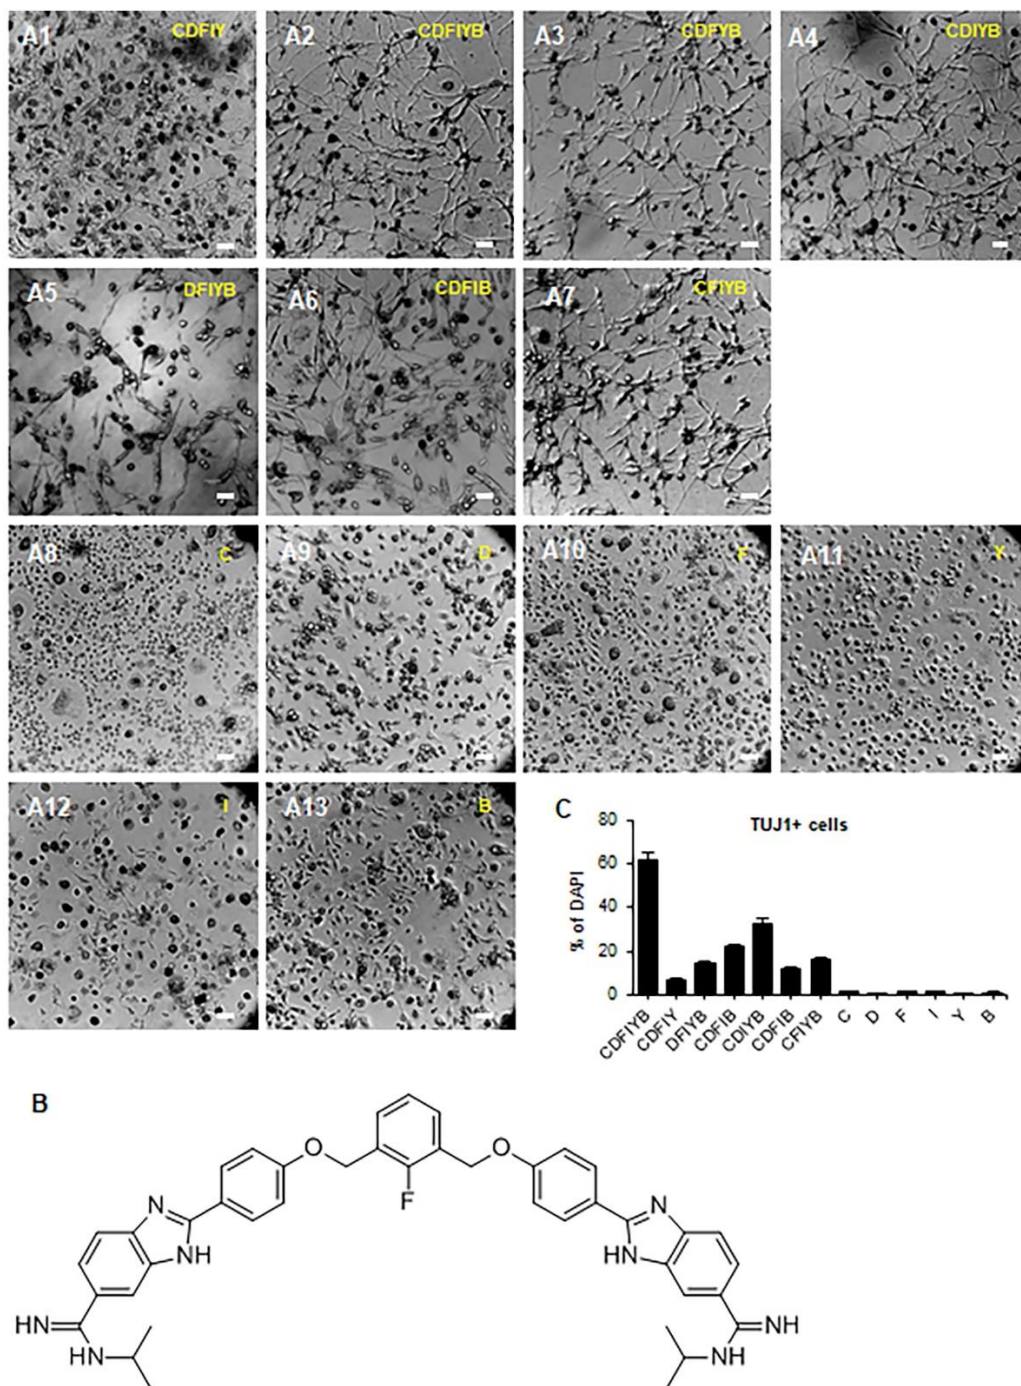 A1 CDFIY A2 CDFIYB A3 CDFYB A4 CDIYB
A5 DFIYB A6 CDFIB A7 CFIYB
A8 C A9 D A10 F A11 Y
A12 I A13 B
C
TUJ1+ cells
% of DAPI
80
60
40
20
0
CDFIYB CDFIY DFIYB CDFIB CDIYB CDFIB CFIYB C D F I Y B
B
O O
F
N N
NH HN
HN NH
HN NH